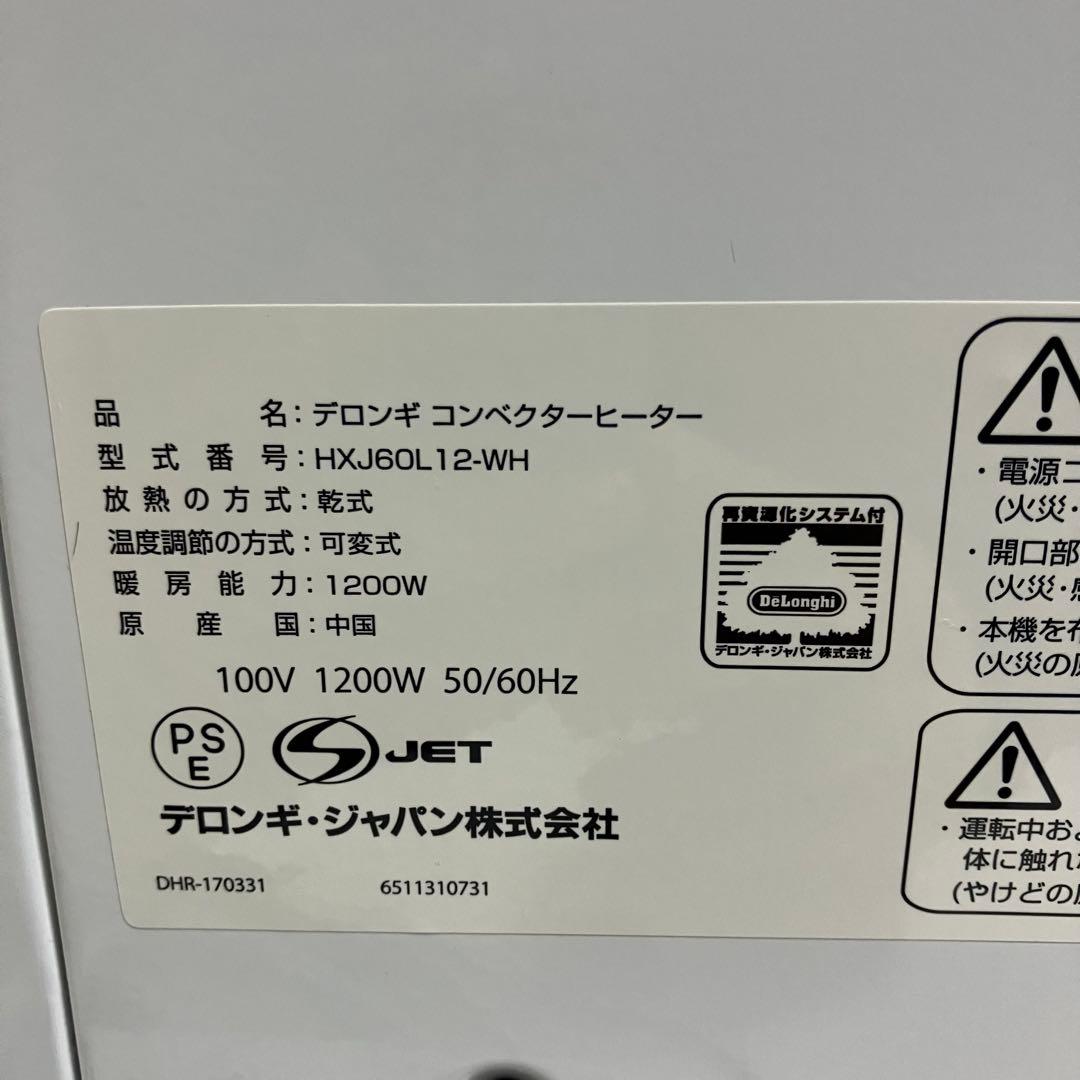 品名：デロンギ コンベクターヒーター
型式番号：HXJ60L12-WH
放熱の方式：乾式
温度調節の方式：可変式
暖房能力：1200W
原産国：中国
100V 1200W 50/60Hz
PSE
S JET
デロンギ・ジャパン株式会社
DHR-170331 6511310731
再資源化システム付
DeLonghi
デロンギ・ジャパン株式会社
・電源コ
(火災・
・開口部
(火災・感
・本機を布
(火災の原
・運転中およ
体に触れな
(やけどの原